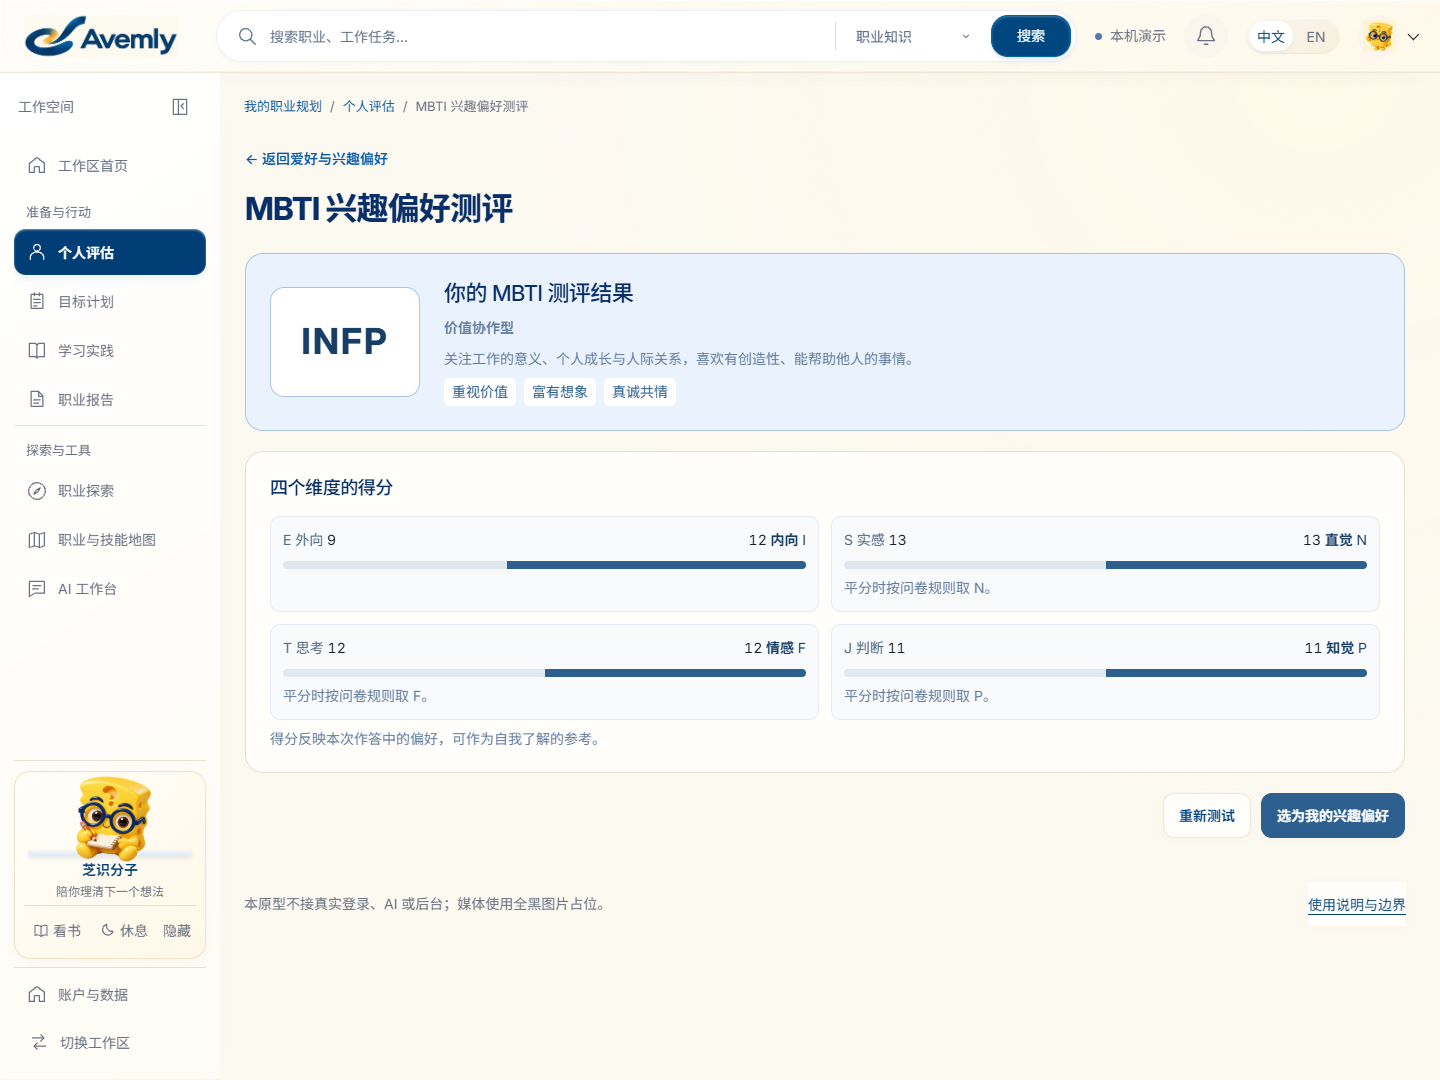 Avemly
搜索职业、工作任务...
职业知识
搜索
本机演示
中文
EN
工作空间
工作区首页
准备与行动
个人评估
目标计划
学习实践
职业报告
探索与工具
职业探索
职业与技能地图
AI 工作台
芝识分子
陪你理清下一个想法
看书
休息
隐藏
账户与数据
切换工作区
我的职业规划 / 个人评估 / MBTI 兴趣偏好测评
← 返回爱好与兴趣偏好
MBTI 兴趣偏好测评
INFP
你的 MBTI 测评结果
价值协作型
关注工作的意义、个人成长与人际关系，喜欢有创造性、能帮助他人的事情。
重视价值
富有想象
真诚共情
四个维度的得分
E 外向 9
12 内向 I
S 实感 13
13 直觉 N
平分时按问卷规则取 N。
T 思考 12
12 情感 F
平分时按问卷规则取 F。
J 判断 11
11 知觉 P
平分时按问卷规则取 P。
得分反映本次作答中的偏好，可作为自我了解的参考。
重新测试
选为我的兴趣偏好
本原型不接真实登录、AI 或后台；媒体使用全黑图片占位。
使用说明与边界